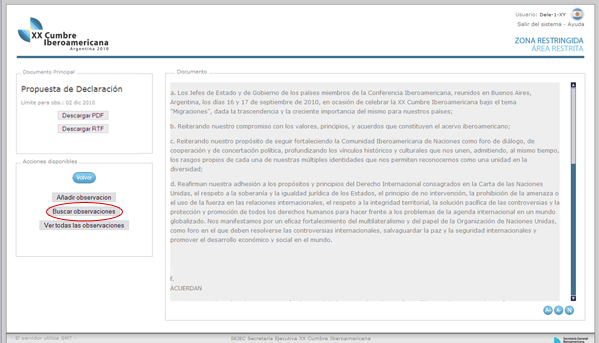 XX Cumbre
Iberoamericana
Argentina 2010
Usuario: Dele-1-XY
Salir del sistema - Ayuda
ZONA RESTRINGIDA
ÁREA RESTRITA
Documento Principal
Propuesta de Declaración
Límite para obs.: 02 dic 2010
Descargar PDF
Descargar RTF
Acciones disponibles
Volver
Añadir observacion
Buscar observaciones
Ver todas las observaciones
Documento
a. Los Jefes de Estado y de Gobierno de los países miembros de la Conferencia Iberoamericana, reunidos en Buenos Aires,
Argentina, los días 16 y 17 de septiembre de 2010, en ocasión de celebrar la XX Cumbre Iberoamericana bajo el tema
"Migraciones", dada la trascendencia y la creciente importancia del mismo para nuestros países;
b. Reiterando nuestro compromiso con los valores, principios, y acuerdos que constituyen el acervo iberoamericano;
c. Reiterando nuestro propósito de seguir fortaleciendo la Comunidad Iberoamericana de Naciones como foro de diálogo, de
cooperación y de concertación política, profundizando los vínculos históricos y culturales que nos unen, admitiendo, al mismo tiempo,
los rasgos propios de cada una de nuestras múltiples identidades que nos permiten reconocernos como una unidad en la
diversidad;
d. Reafirman nuestra adhesión a los propósitos y principios del Derecho Internacional consagrados en la Carta de las Naciones
Unidas, el respeto a la soberanía y la igualdad jurídica de los Estados, el principio de no intervención, la prohibición de la amenaza o
el uso de la fuerza en las relaciones internacionales, el respeto a la integridad territorial, la solución pacífica de las controversias y la
protección y promoción de todos los derechos humanos para hacer frente a los problemas de la agenda internacional en un mundo
globalizado. Nos manifestamos por un eficaz fortalecimiento del multilateralismo y del papel de la Organización de Naciones Unidas,
como foro en el que deben resolverse las controversias internacionales, salvaguardar la paz y la seguridad internacionales y
promover el desarrollo económico y social en el mundo.
f.
ACUERDAN
A+ A- N
- El servidor utiliza GMT -
SEJEC Secretaría Ejecutiva XX Cumbre Iberoamericana
Secretaría General
Iberoamericana